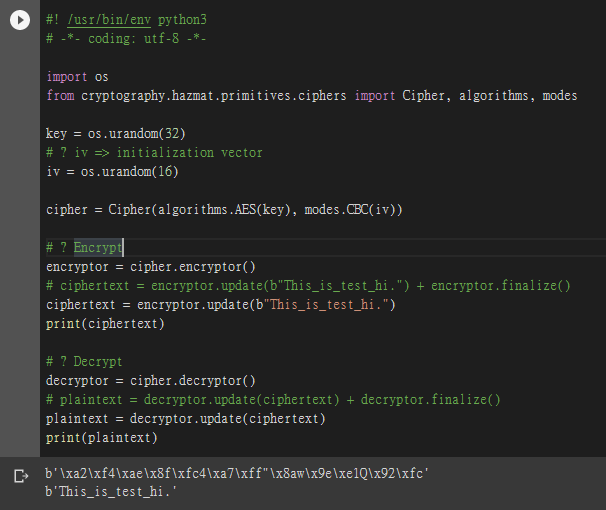 #! /usr/bin/env python3
# -*- coding: utf-8 -*-
import os
from cryptography.hazmat.primitives.ciphers import Cipher, algorithms, modes
key = os.urandom(32)
# ? iv => initialization vector
iv = os.urandom(16)
cipher = Cipher(algorithms.AES(key), modes.CBC(iv))
# ? Encrypt
encryptor = cipher.encryptor()
# ciphertext = encryptor.update(b"This_is_test_hi.") + encryptor.finalize()
ciphertext = encryptor.update(b"This_is_test_hi.")
print(ciphertext)
# ? Decrypt
decryptor = cipher.decryptor()
# plaintext = decryptor.update(ciphertext) + decryptor.finalize()
plaintext = decryptor.update(ciphertext)
print(plaintext)
b'\xa2\xf4\xae\x8f\xfc4\xa7\xff"\x8aw\x9e\xe1Q\x92\xfc'
b'This_is_test_hi.'